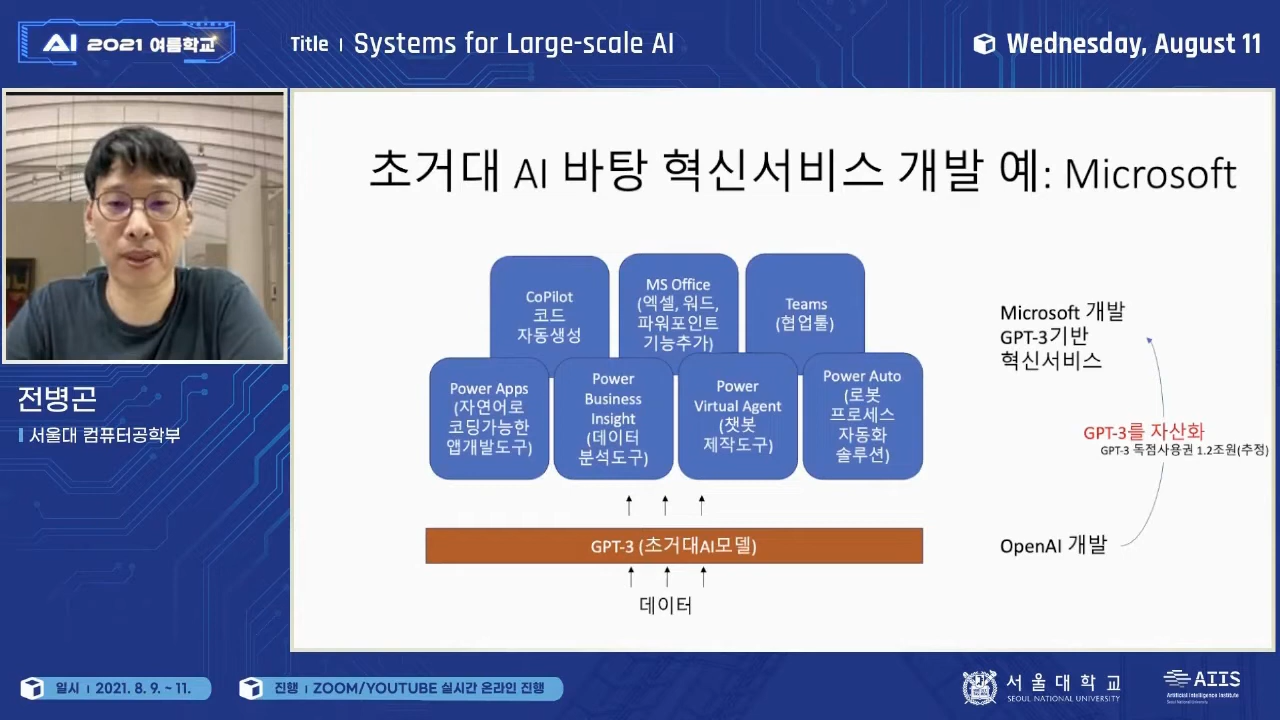 AI 2021 여름학교
Title | Systems for Large-scale AI
Wednesday, August 11
초거대 AI 바탕 혁신서비스 개발 예: Microsoft
CoPilot
코드
자동생성
MS Office
(엑셀, 워드,
파워포인트
기능추가)
Teams
(협업툴)
Power Apps
(자연어로
코딩가능한
앱개발도구)
Power
Business
Insight
(데이터
분석도구)
Power
Virtual Agent
(챗봇
제작도구)
Power Auto
(로봇
프로세스
자동화
솔루션)
Microsoft 개발
GPT-3기반
혁신서비스
GPT-3를 자산화
GPT-3 독점사용권 1.2조원(추정)
GPT-3 (초거대AI모델)
OpenAI 개발
데이터
전병곤
서울대 컴퓨터공학부
일시 | 2021. 8. 9. ~ 11.
진행 | ZOOM/YOUTUBE 실시간 온라인 진행
서울대학교
SEOUL NATIONAL UNIVERSITY
AIIS
Artificial Intelligence Institute
Seoul National University